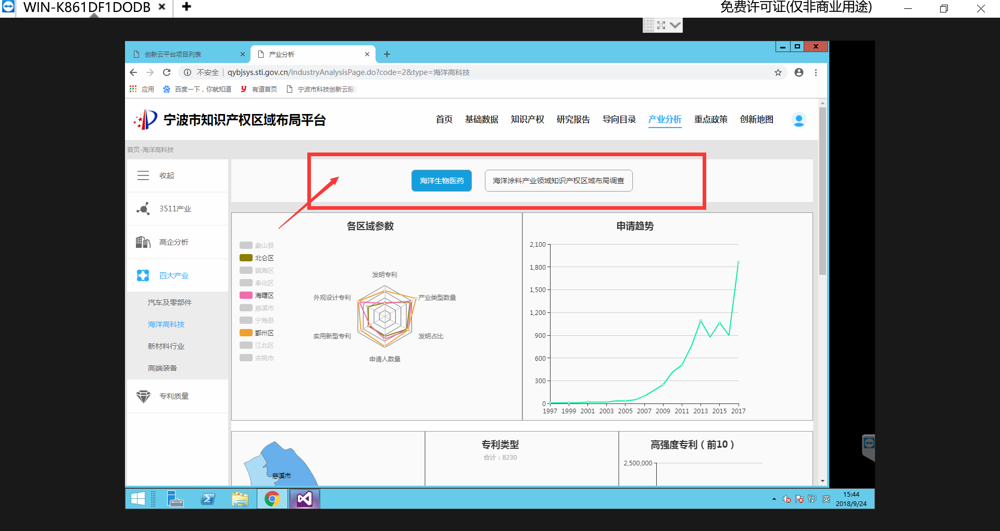 WIN-K861DF1DODB
免费许可证(仅非商业用途)
创新云平台项目列表
产业分析
不安全
qybjsys.sti.gov.cn/industryAnalysisPage.do?code=2&type=海洋高科技
应用
百度一下，你就知道
有道首页
宁波市科技创新云服
宁波市知识产权区域布局平台
首页
基础数据
知识产权
研究报告
导向目录
产业分析
重点政策
创新地图
首页-海洋高科技
收起
3511产业
高企分析
四大产业
汽车及零部件
海洋高科技
新材料行业
高端装备
专利质量
海洋生物医药
海洋涂料产业领域知识产权区域布局调查
各区域参数
象山县
北仑区
镇海区
奉化区
海曙区
慈溪市
宁海县
鄞州区
江北区
余姚市
发明专利
外观设计专利
产业类型数量
实用新型专利
发明占比
申请人数量
申请趋势
2,100
1,800
1,500
1,200
900
600
300
0
1997 1999 2001 2003 2005 2007 2009 2011 2013 2015 2017
慈溪市
专利类型
合计：8230
高强度专利（前10）
2,500,000
英
15:44
2018/9/24